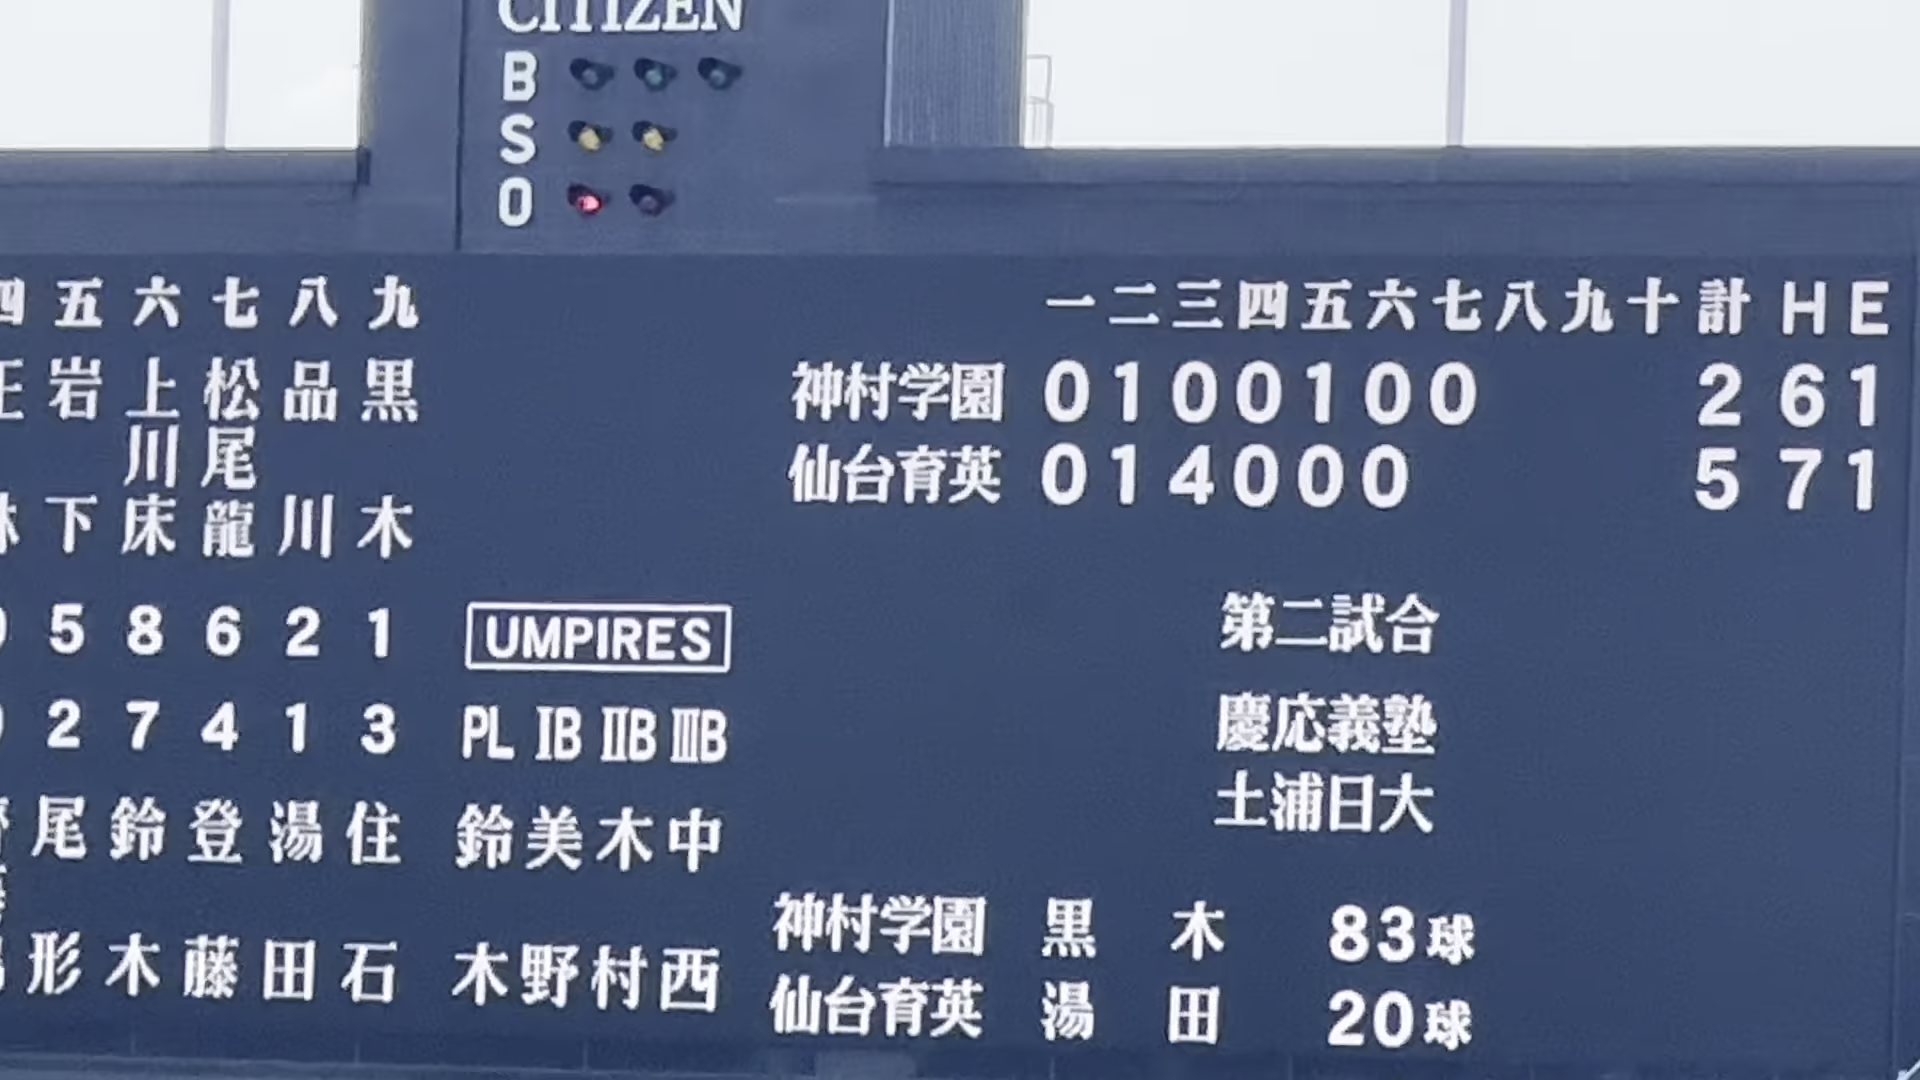 CITIZEN
B
S
O
四 五 六 七 八 九
岩 上川 松尾 品 黒
下 床 龍 川 木
5 8 6 2 1
2 7 4 1 3
尾 鈴 登 湯 住
形 木 藤 田 石
UMPIRES
PL IB IIB IIIB
鈴 美 木 中
木 野 村 西
一 二 三 四 五 六 七 八 九 十 計 H E
神村学園 0 1 0 0 1 0 0 2 6 1
仙台育英 0 1 4 0 0 0 5 7 1
第二試合
慶応義塾
土浦日大
神村学園 黒 木 83球
仙台育英 湯 田 20球